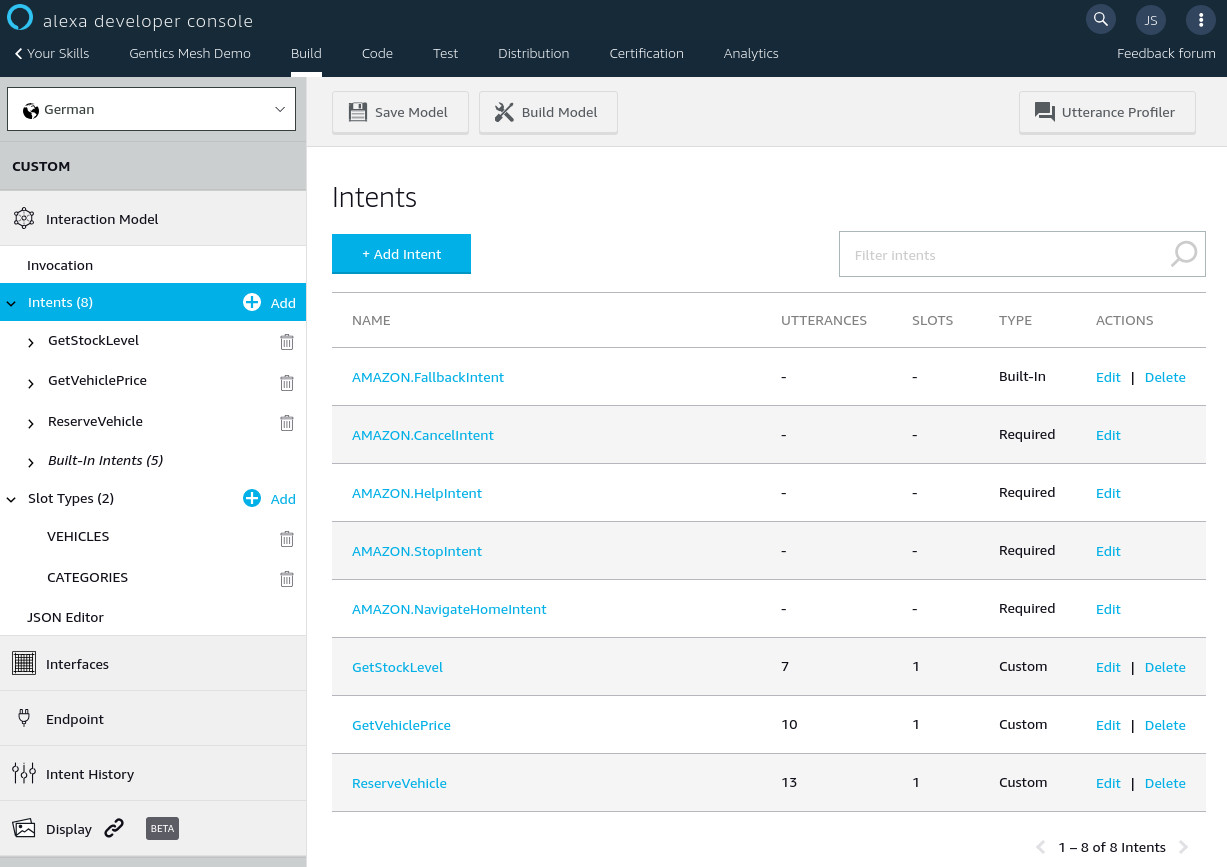 alexa developer console
JS
Your Skills Gentics Mesh Demo Build Code Test Distribution Certification Analytics Feedback forum
German
CUSTOM
Interaction Model
Invocation
Intents (8) Add
GetStockLevel
GetVehiclePrice
ReserveVehicle
Built-In Intents (5)
Slot Types (2) Add
VEHICLES
CATEGORIES
JSON Editor
Interfaces
Endpoint
Intent History
Display BETA
Save Model Build Model Utterance Profiler
Intents
+ Add Intent Filter intents
NAME UTTERANCES SLOTS TYPE ACTIONS
AMAZON.FallbackIntent - - Built-In Edit | Delete
AMAZON.CancelIntent - - Required Edit
AMAZON.HelpIntent - - Required Edit
AMAZON.StopIntent - - Required Edit
AMAZON.NavigateHomeIntent - - Required Edit
GetStockLevel 7 1 Custom Edit | Delete
GetVehiclePrice 10 1 Custom Edit | Delete
ReserveVehicle 13 1 Custom Edit | Delete
1 – 8 of 8 Intents